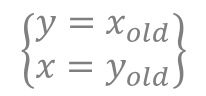 y = x_old
x = y_old